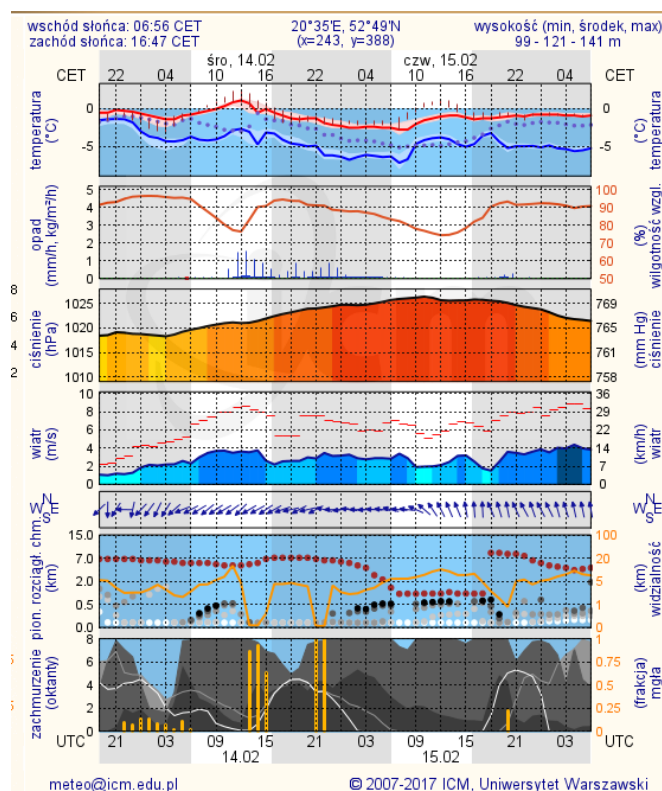 wschód słońca: 06:56 CET 20°35'E, 52°49'N wysokość (min, środek, max)
zachód słońca: 16:47 CET (x=243, y=388) 99 - 121 - 141 m
śro, 14.02 czw, 15.02
CET 22 04 10 16 22 04 10 16 22 04 CET
temperatura
(°C)
0
-5
0
-5
temperatura
(°C)
opad
(mm/h, kg/m²/h)
5
4
3
2
1
0
100
90
80
70
60
50
wilgotność wzgl.
(%)
8
6
4
2
ciśnienie
(hPa)
1025
1020
1015
1010
769
765
761
758
(mm Hg)
ciśnienie
wiatr
(m/s)
10
8
6
4
2
0
36
29
22
14
7
0
(km/h)
wiatr
N
W E
S
N
W E
S
pion. rozciągł. chm.
(km)
15.0
7.0
2.0
0.5
0.0
100
20
5
1
0
(km)
widzialność
zachmurzenie
(oktanty)
8
6
4
2
0
1
0.75
0.5
0.25
0
(frakcja)
mgła
UTC 21 03 09 15 21 03 09 15 21 03 UTC
14.02 15.02
meteo@icm.edu.pl © 2007-2017 ICM, Uniwersytet Warszawski